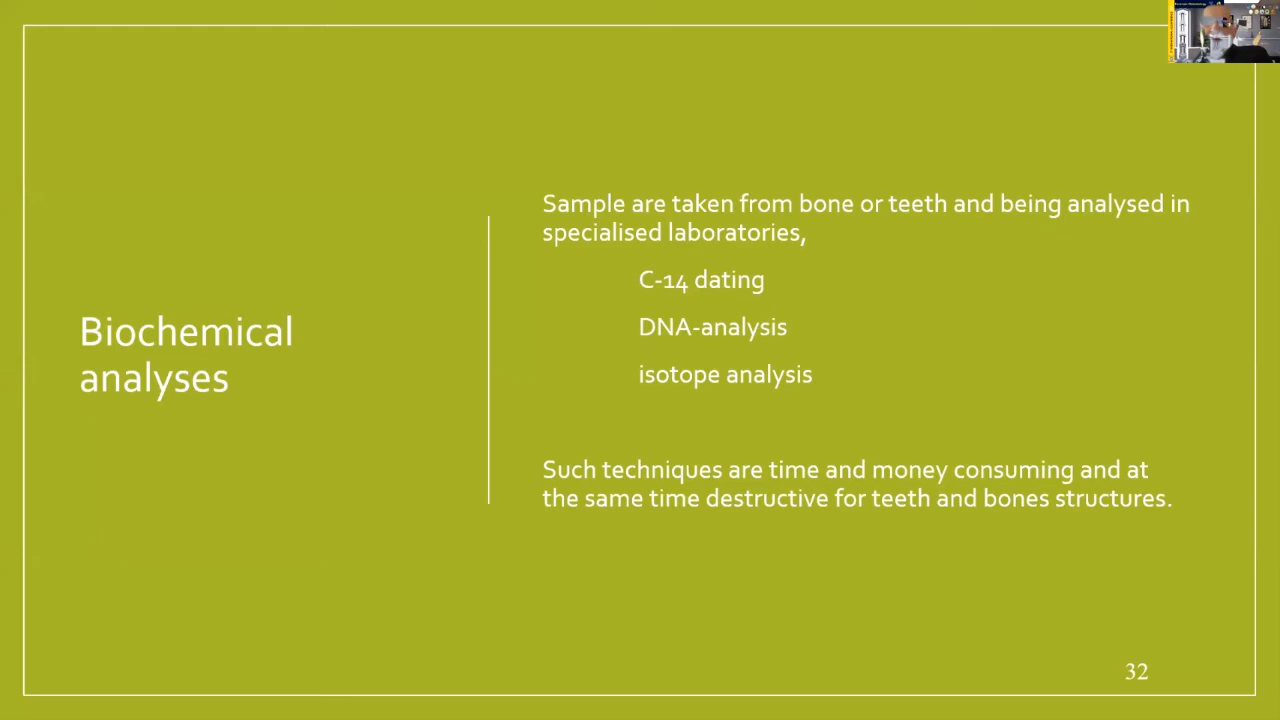 Biochemical
analyses
Sample are taken from bone or teeth and being analysed in
specialised laboratories,
C-14 dating
DNA-analysis
isotope analysis
Such techniques are time and money consuming and at
the same time destructive for teeth and bones structures.
32